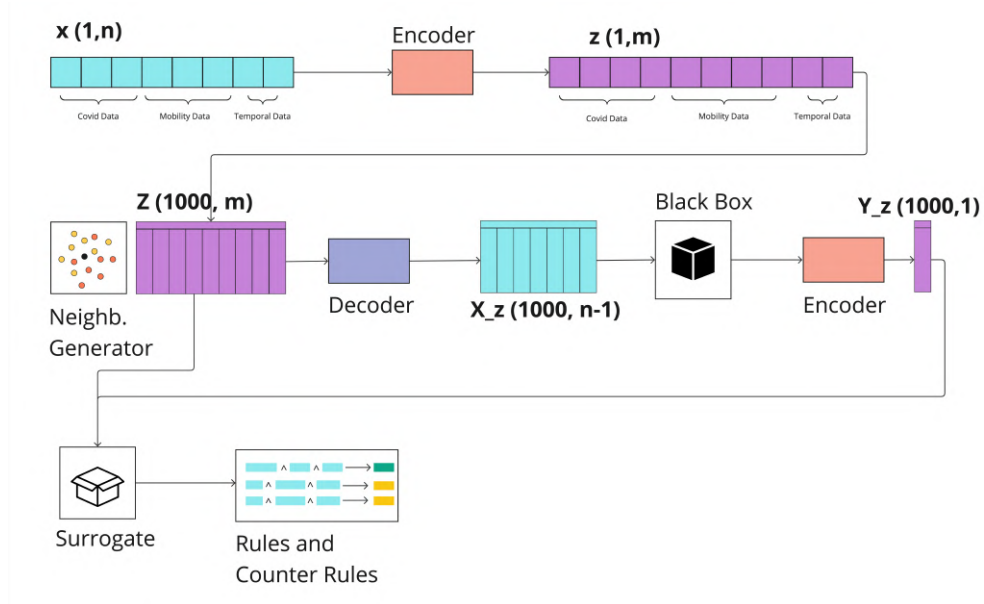 x (1,n)
Encoder
z (1,m)
Covid Data
Mobility Data
Temporal Data
Covid Data
Mobility Data
Temporal Data
Z (1000, m)
Black Box
Y_z (1000,1)
Neighb.
Generator
Decoder
X_z (1000, n-1)
Encoder
^ ^
^ ^
^ ^
Surrogate
Rules and
Counter Rules